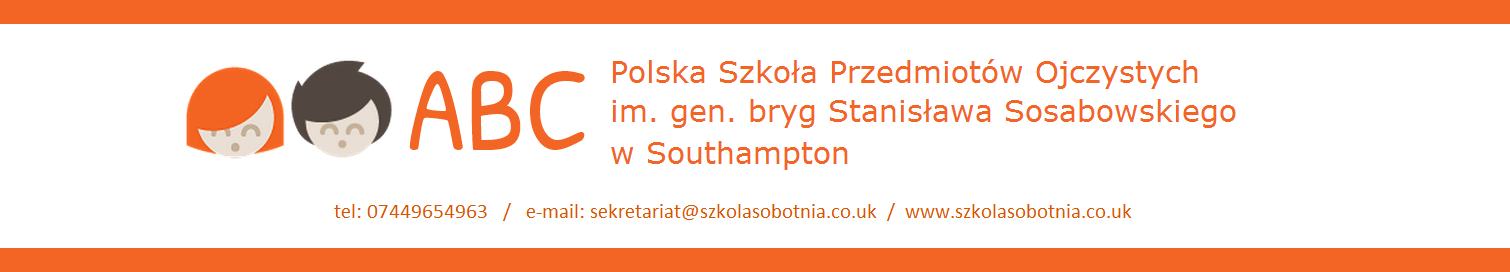 ABC
Polska Szkoła Przedmiotów Ojczystych
im. gen. bryg Stanisława Sosabowskiego
w Southampton
tel: 07449654963 / e-mail: sekretariat@szkolasobotnia.co.uk / www.szkolasobotnia.co.uk